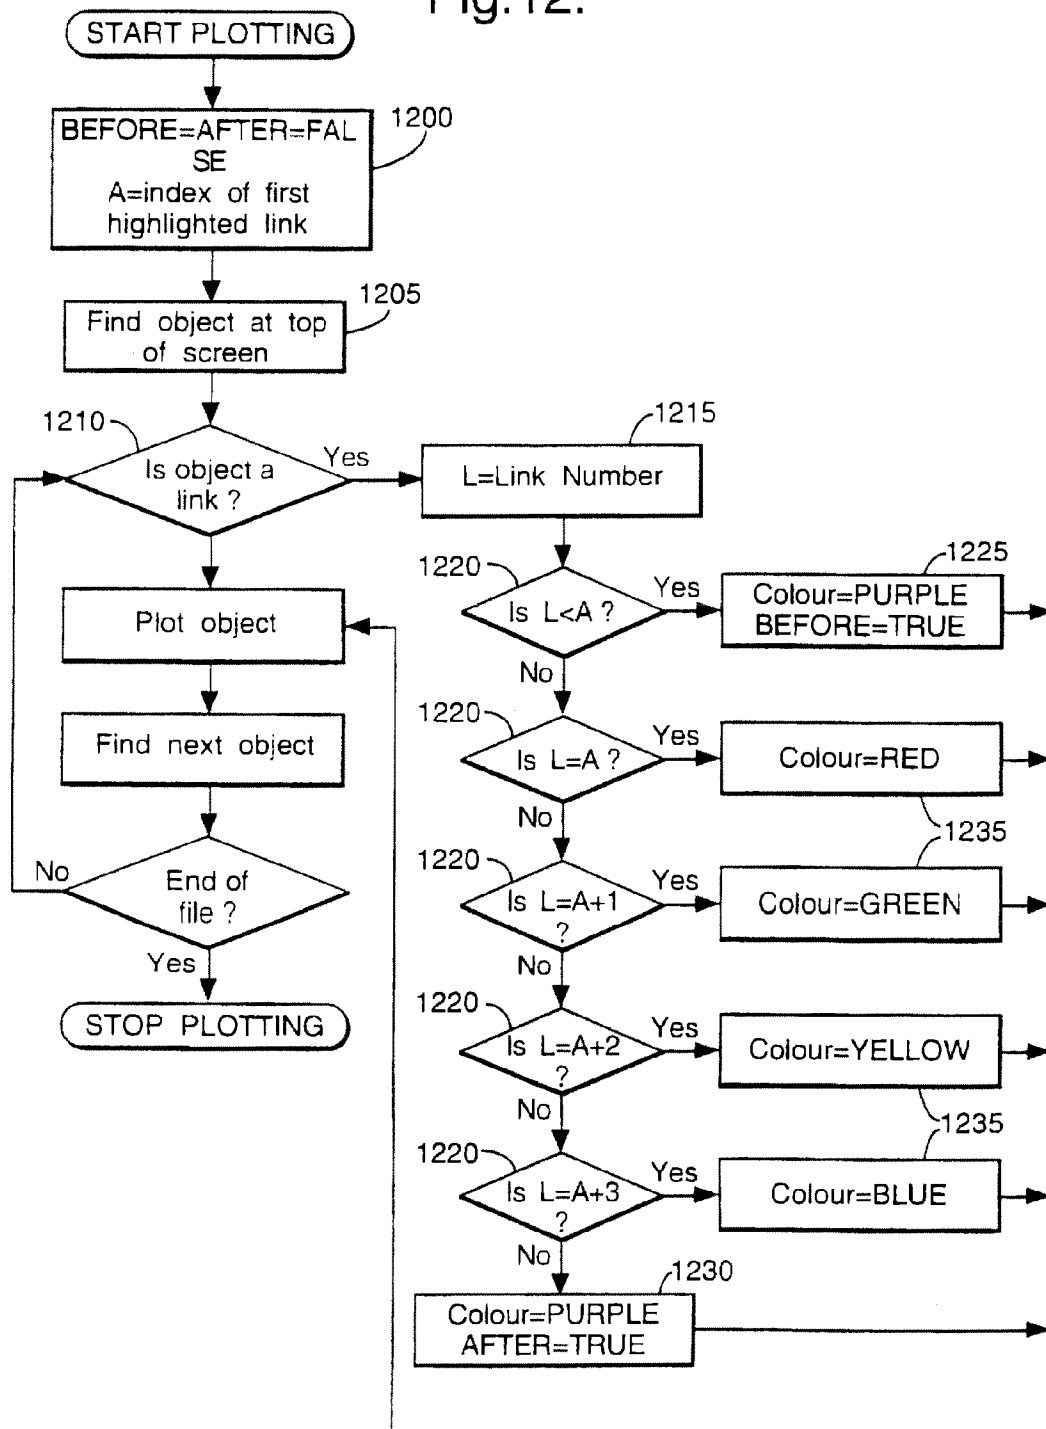 Fig.12.
START PLOTTING
BEFORE=AFTER=FAL
SE
A=index of first
highlighted link
1200
Find object at top
of screen
1205
1210
Is object a
link ?
Yes
L=Link Number
1215
Plot object
Find next object
No
End of
file ?
Yes
STOP PLOTTING
1220
Is L<A ?
Yes
Colour=PURPLE
BEFORE=TRUE
1225
No
1220
Is L=A ?
Yes
Colour=RED
No
1235
1220
Is L=A+1
?
Yes
Colour=GREEN
No
1220
Is L=A+2
?
Yes
Colour=YELLOW
No
1235
1220
Is L=A+3
?
Yes
Colour=BLUE
No
1230
Colour=PURPLE
AFTER=TRUE